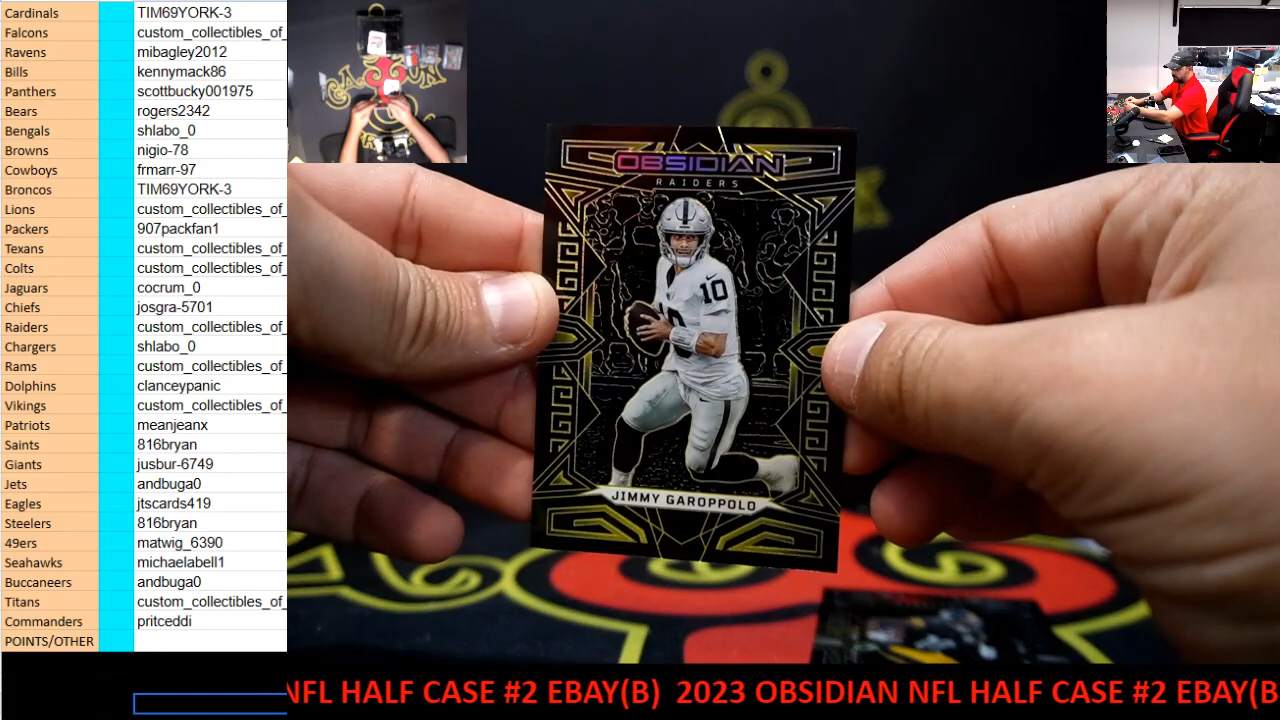 Cardinals TIM69YORK-3
Falcons custom_collectibles_of_
Ravens mibagley2012
Bills kennymack86
Panthers scottbucky001975
Bears rogers2342
Bengals shlabo_0
Browns nigio-78
Cowboys frmarr-97
Broncos TIM69YORK-3
Lions custom_collectibles_of_
Packers 907packfan1
Texans custom_collectibles_of_
Colts custom_collectibles_of_
Jaguars cocrum_0
Chiefs josgra-5701
Raiders custom_collectibles_of_
Chargers shlabo_0
Rams custom_collectibles_of_
Dolphins clanceypanic
Vikings custom_collectibles_of_
Patriots meanjeanx
Saints 816bryan
Giants jusbur-6749
Jets andbuga0
Eagles jtscards419
Steelers 816bryan
49ers matwig_6390
Seahawks michaelabell1
Buccaneers andbuga0
Titans custom_collectibles_of_
Commanders pritceddi
POINTS/OTHER
OBSIDIAN
RAIDERS
10
JIMMY GAROPPOLO
NFL HALF CASE #2 EBAY(B) 2023 OBSIDIAN NFL HALF CASE #2 EBAY(B